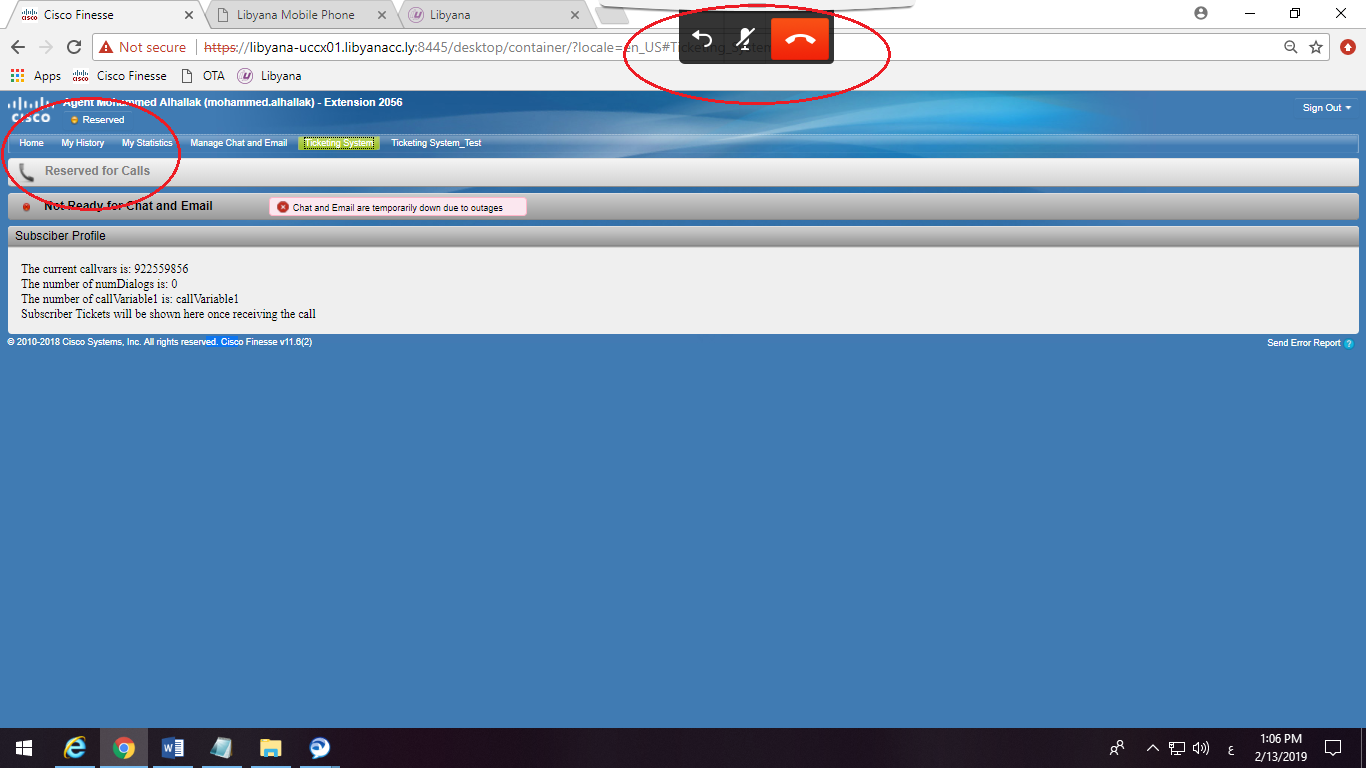 Cisco Finesse
Libyana Mobile Phone
Libyana
Not secure
https://libyana-uccx01.libyanacc.ly:8445/desktop/container/?locale=en_US#Ticketing_
Apps
Cisco Finesse
OTA
Libyana
CISCO
Agent Mohammed Alhallak (mohammed.alhallak) - Extension 2056
Reserved
Sign Out
Home
My History
My Statistics
Manage Chat and Email
Ticketing System
Ticketing System_Test
Reserved for Calls
Not Ready for Chat and Email
Chat and Email are temporarily down due to outages
Subsciber Profile
The current callvars is: 922559856
The number of numDialogs is: 0
The number of callVariable1 is: callVariable1
Subscriber Tickets will be shown here once receiving the call
© 2010-2018 Cisco Systems, Inc. All rights reserved. Cisco Finesse v11.6(2)
Send Error Report
ع
1:06 PM
2/13/2019